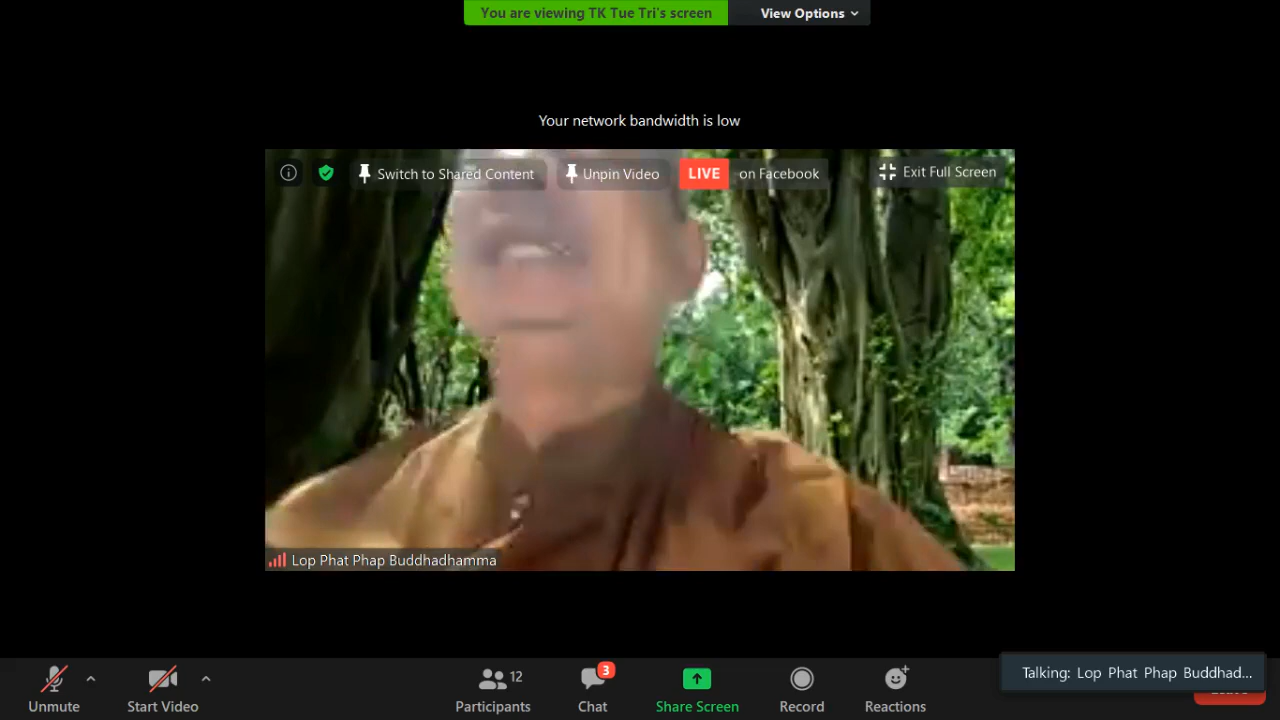 You are viewing TK Tue Tri's screen View Options
Your network bandwidth is low
Switch to Shared Content Unpin Video LIVE on Facebook Exit Full Screen
Lop Phat Phap Buddhadhamma
Talking: Lop Phat Phap Buddhad...
12
3
Unmute Start Video Participants Chat Share Screen Record Reactions